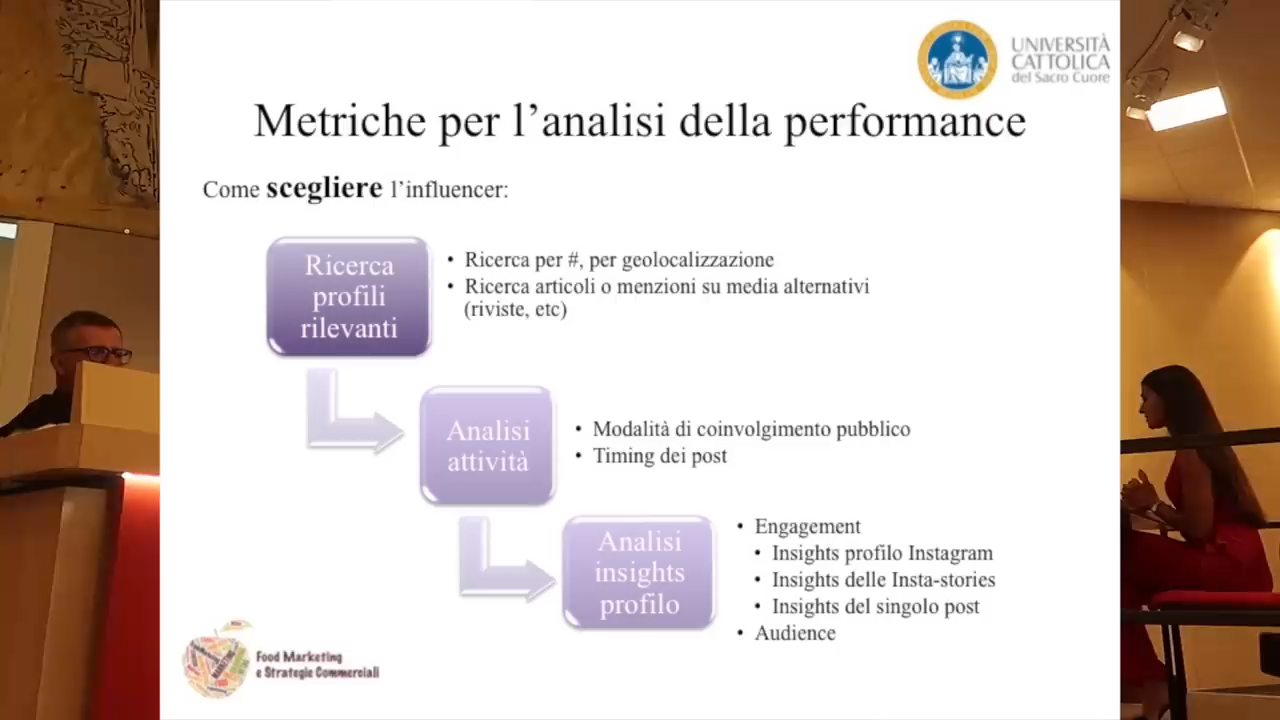 UNIVERSITÀ
CATTOLICA
del Sacro Cuore
Metriche per l’analisi della performance
Come scegliere l’influencer:
Ricerca
profili
rilevanti
• Ricerca per #, per geolocalizzazione
• Ricerca articoli o menzioni su media alternativi
(riviste, etc)
Analisi
attività
• Modalità di coinvolgimento pubblico
• Timing dei post
Analisi
insights
profilo
• Engagement
• Insights profilo Instagram
• Insights delle Insta-stories
• Insights del singolo post
• Audience
MARKETING
Food Marketing
e Strategie Commerciali